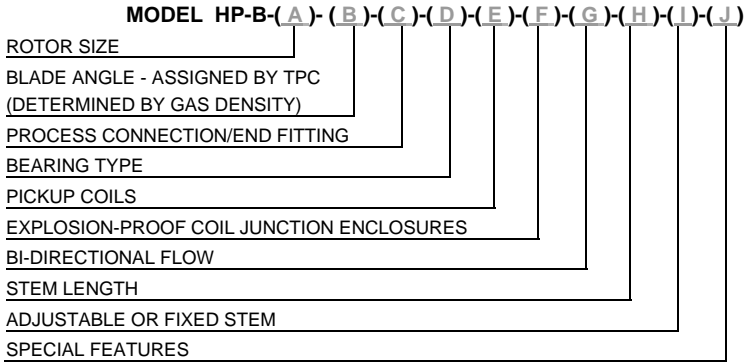 MODEL HP-B-( A )- ( B )-( C )-( D )-( E )-( F )-( G )-( H )-( I )-( J )
ROTOR SIZE
BLADE ANGLE - ASSIGNED BY TPC
(DETERMINED BY GAS DENSITY)
PROCESS CONNECTION/END FITTING
BEARING TYPE
PICKUP COILS
EXPLOSION-PROOF COIL JUNCTION ENCLOSURES
BI-DIRECTIONAL FLOW
STEM LENGTH
ADJUSTABLE OR FIXED STEM
SPECIAL FEATURES